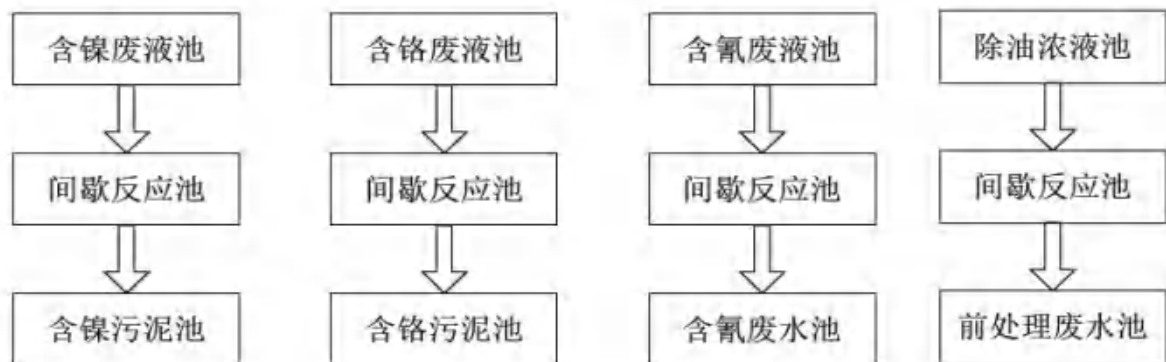 含镍废液池
含铬废液池
含氰废液池
除油浓液池
间歇反应池
间歇反应池
间歇反应池
间歇反应池
含镍污泥池
含铬污泥池
含氰废水池
前处理废水池